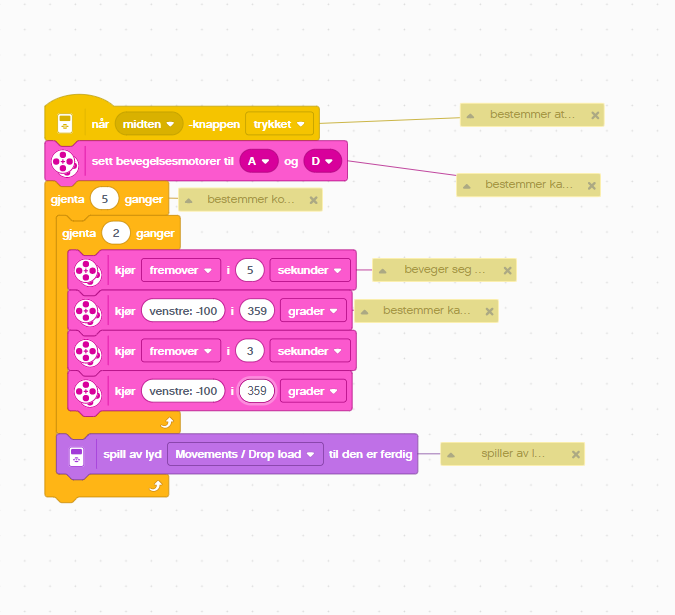 når midten -knappen trykket
bestemmer at...
sett bevegelsesmotorer til A og D
bestemmer ka...
gjenta 5 ganger
bestemmer ko...
gjenta 2 ganger
kjør fremover i 5 sekunder
beveger seg ...
kjør venstre: -100 i 359 grader
bestemmer ka...
kjør fremover i 3 sekunder
kjør venstre: -100 i 359 grader
spill av lyd Movements / Drop load til den er ferdig
spiller av l...